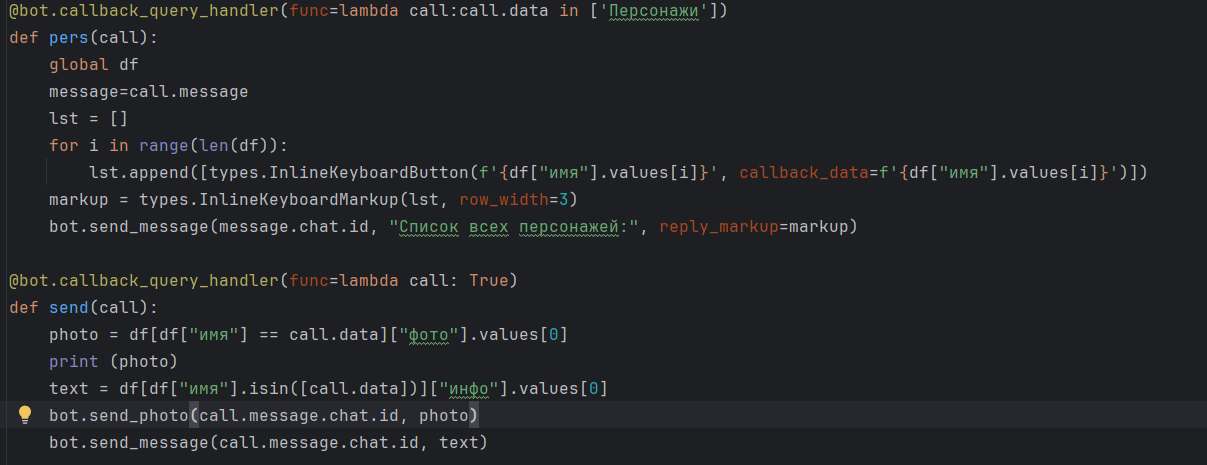 @bot.callback_query_handler(func=lambda call:call.data in ['Персонажи'])
def pers(call):
    global df
    message=call.message
    lst = []
    for i in range(len(df)):
        lst.append([types.InlineKeyboardButton(f'{df["имя"].values[i]}', callback_data=f'{df["имя"].values[i]}')])
    markup = types.InlineKeyboardMarkup(lst, row_width=3)
    bot.send_message(message.chat.id, "Список всех персонажей:", reply_markup=markup)

@bot.callback_query_handler(func=lambda call: True)
def send(call):
    photo = df[df["имя"] == call.data]["фото"].values[0]
    print (photo)
    text = df[df["имя"].isin([call.data])]["инфо"].values[0]
    bot.send_photo(call.message.chat.id, photo)
    bot.send_message(call.message.chat.id, text)